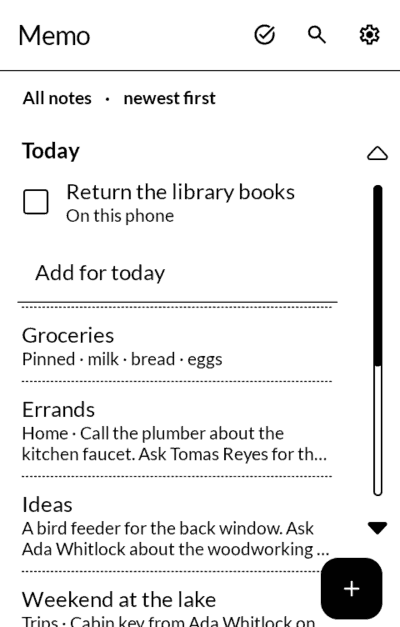 Memo
All notes · newest first
Today
Return the library books
On this phone
Add for today
Groceries
Pinned · milk · bread · eggs
Errands
Home · Call the plumber about the
kitchen faucet. Ask Tomas Reyes for th...
Ideas
A bird feeder for the back window. Ask
Ada Whitlock about the woodworking ...
Weekend at the lake
Trips · Cabin key from Ada Whitlock on